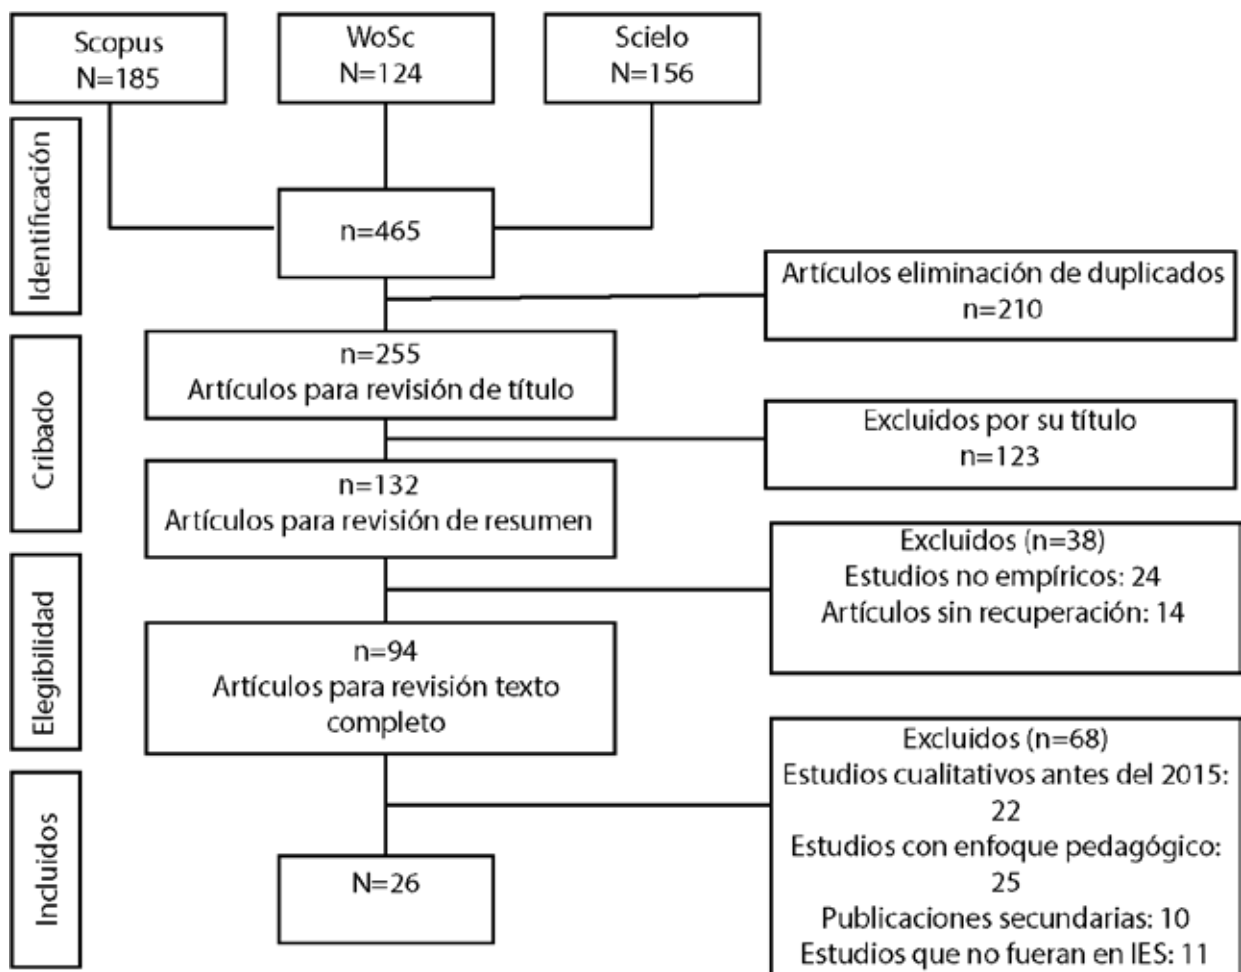 Scopus
N=185
WoSc
N=124
Scielo
N=156
Identificación
n=465
Artículos eliminación de duplicados
n=210
Cribado
n=255
Artículos para revisión de título
Excluidos por su título
n=123
n=132
Artículos para revisión de resumen
Excluidos (n=38)
Estudios no empíricos: 24
Artículos sin recuperación: 14
Elegibilidad
n=94
Artículos para revisión texto
completo
Excluidos (n=68)
Estudios cualitativos antes del 2015:
22
Estudios con enfoque pedagógico:
25
Publicaciones secundarias: 10
Estudios que no fueran en IES: 11
Incluidos
N=26